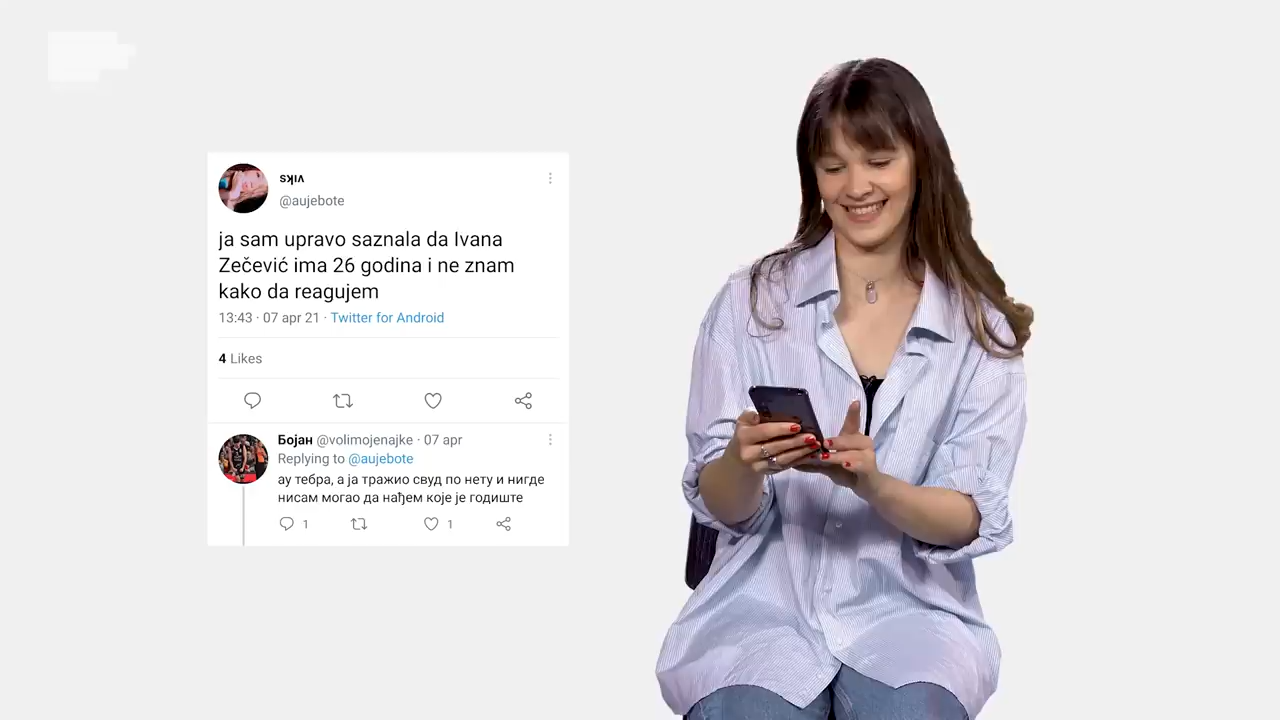 ѕʞiʌ
@aujebote
ja sam upravo saznala da Ivana
Zečević ima 26 godina i ne znam
kako da reagujem
13:43 · 07 apr 21 · Twitter for Android
4 Likes
Бојан @volimojenajke · 07 apr
Replying to @aujebote
ау тебра, а ја тражио свуд по нету и нигде
нисам могао да нађем које је годиште
1 1